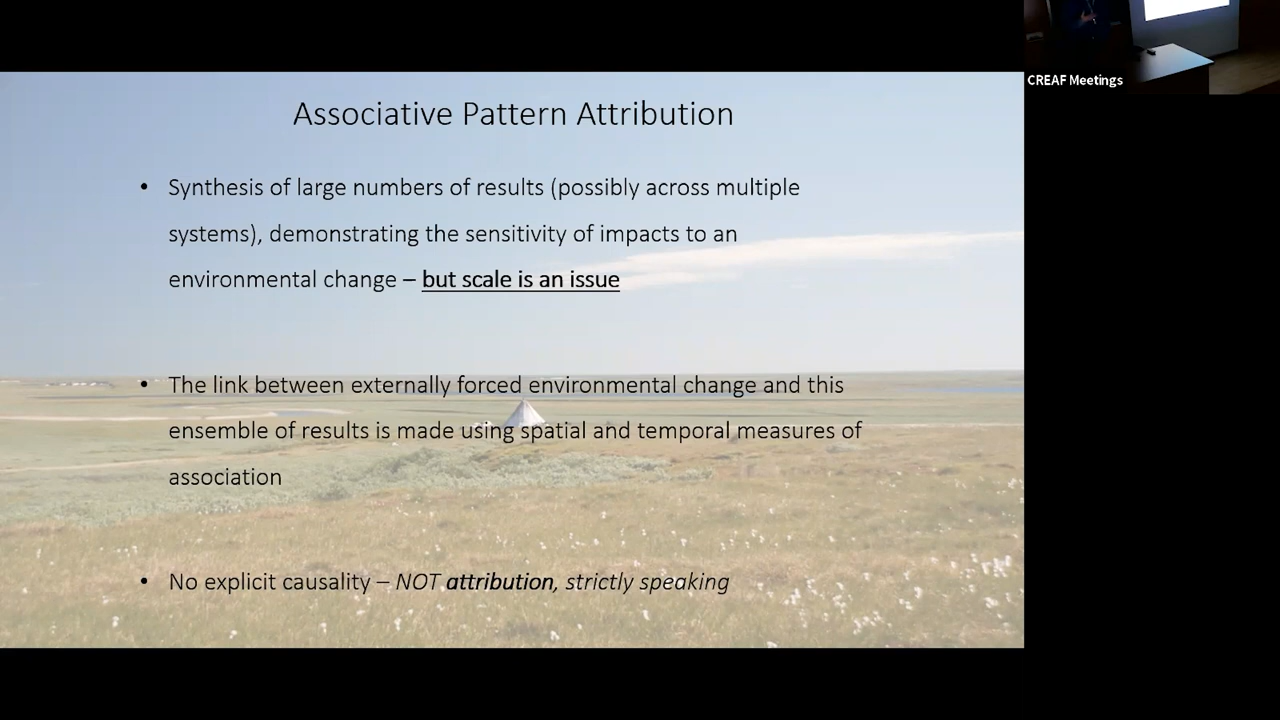 Associative Pattern Attribution
• Synthesis of large numbers of results (possibly across multiple
systems), demonstrating the sensitivity of impacts to an
environmental change – but scale is an issue
• The link between externally forced environmental change and this
ensemble of results is made using spatial and temporal measures of
association
• No explicit causality – NOT attribution, strictly speaking
CREAF Meetings